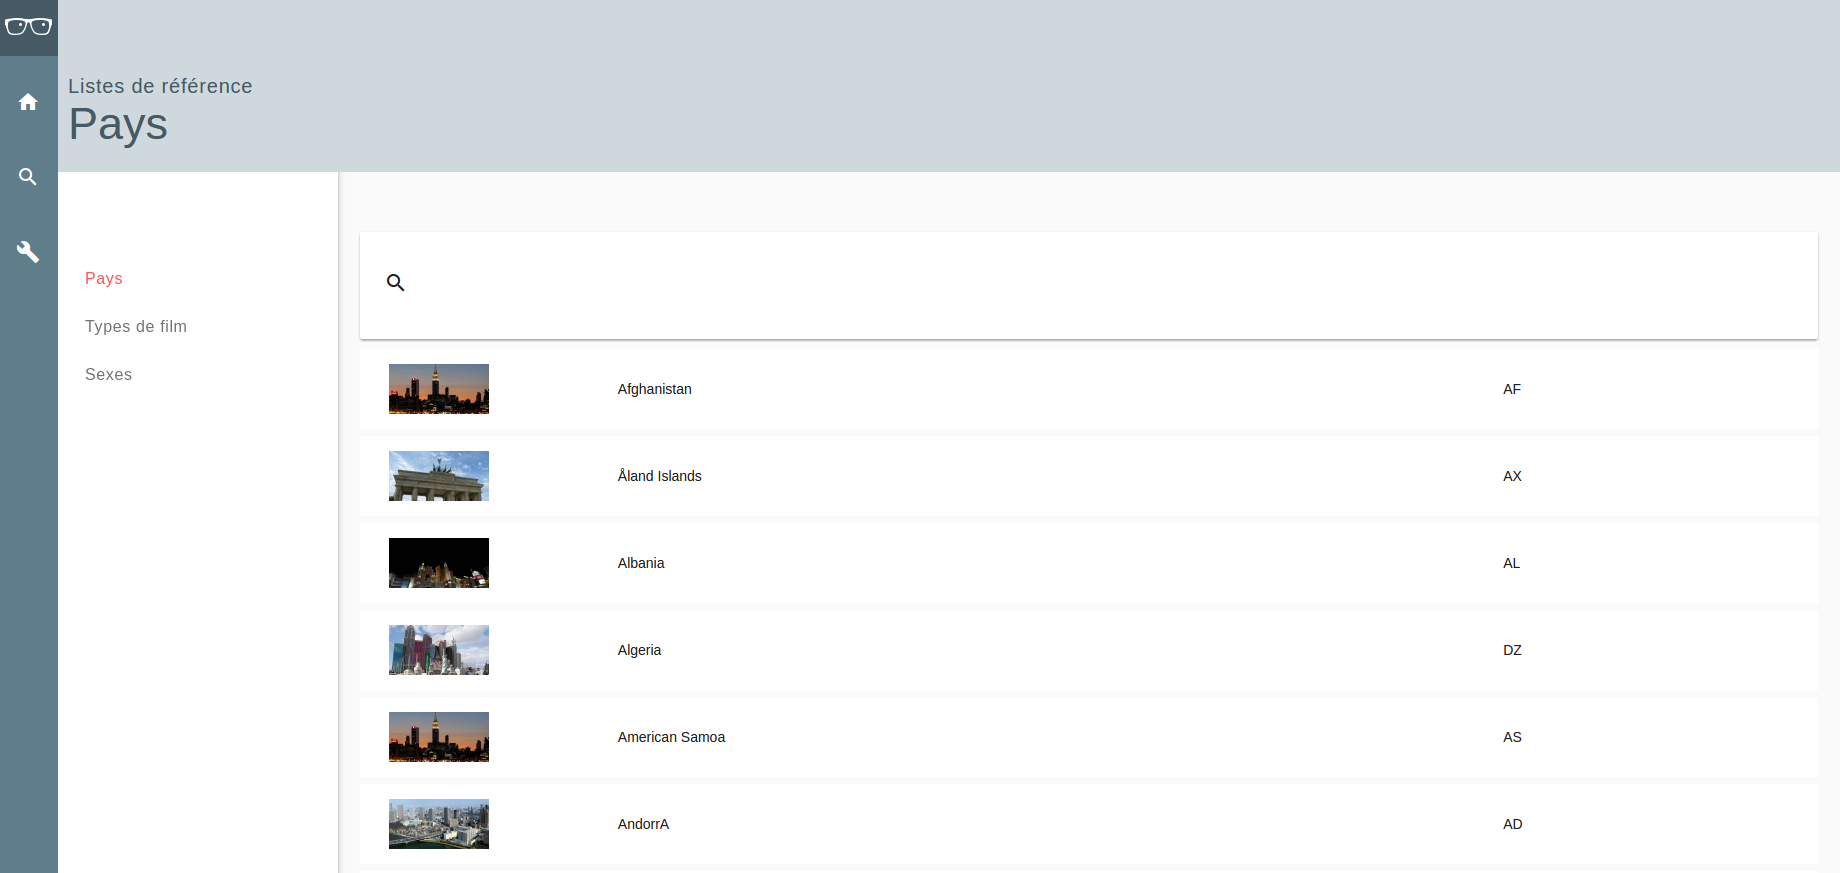 Listes de référence
Pays
Pays
Types de film
Sexes
Afghanistan AF
Åland Islands AX
Albania AL
Algeria DZ
American Samoa AS
AndorrA AD